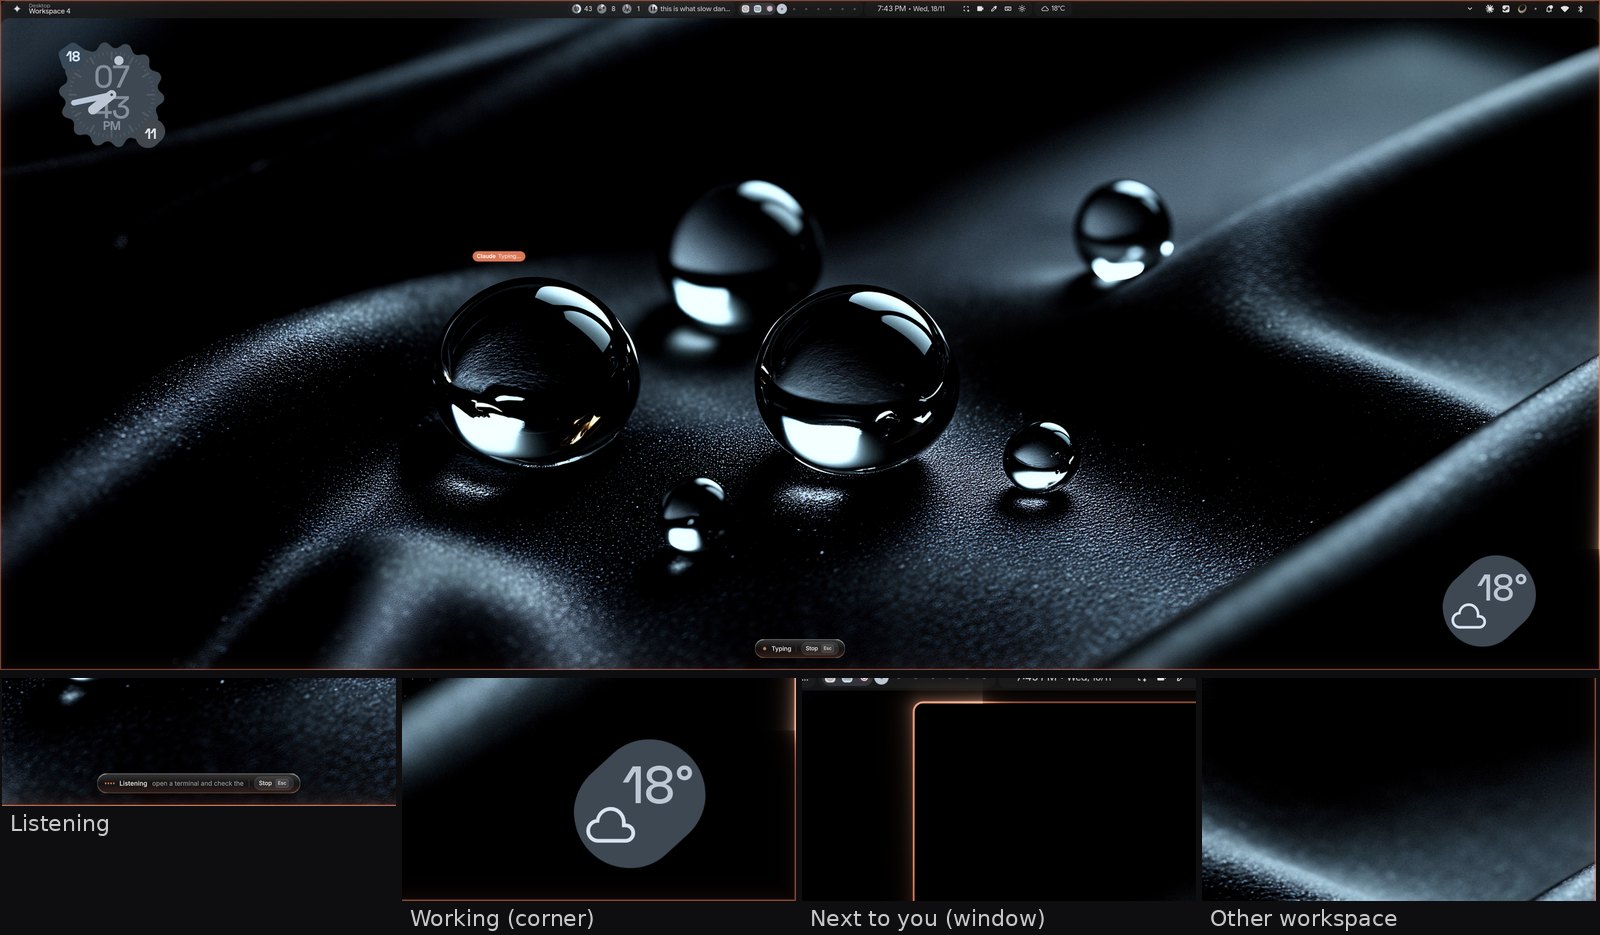 Desktop
Workspace 4
43 8 1 this is what slow dan...
7:43 PM • Wed, 18/11
18°C
18
07
43
PM
11
Claude Typing...
18°
Typing Stop Esc
Listening open a terminal and check the Stop Esc
18°
Listening
Working (corner)
Next to you (window)
Other workspace